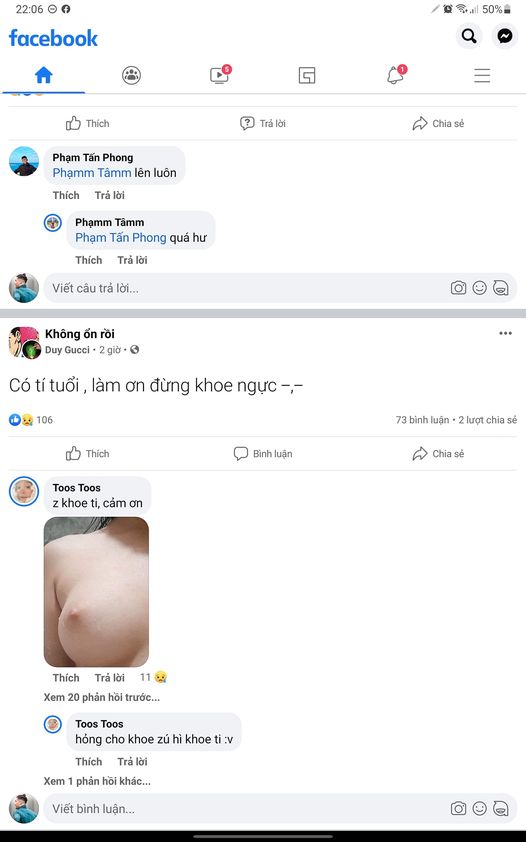 22:06
50%
facebook
5
1
Thích
Trả lời
Chia sẻ
Phạm Tấn Phong
Phạmm Tâmm lên luôn
Thích Trả lời
Phạmm Tâmm
Phạm Tấn Phong quá hư
Thích Trả lời
Viết câu trả lời...
Không ổn rồi
Duy Gucci • 2 giờ •
Có tí tuổi , làm ơn đừng khoe ngực –,–
106
73 bình luận • 2 lượt chia sẻ
Thích
Bình luận
Chia sẻ
Toos Toos
z khoe ti, cảm ơn
Thích Trả lời 11
Xem 20 phản hồi trước...
Toos Toos
hỏng cho khoe zú hì khoe ti :v
Thích Trả lời
Xem 1 phản hồi khác...
Viết bình luận...